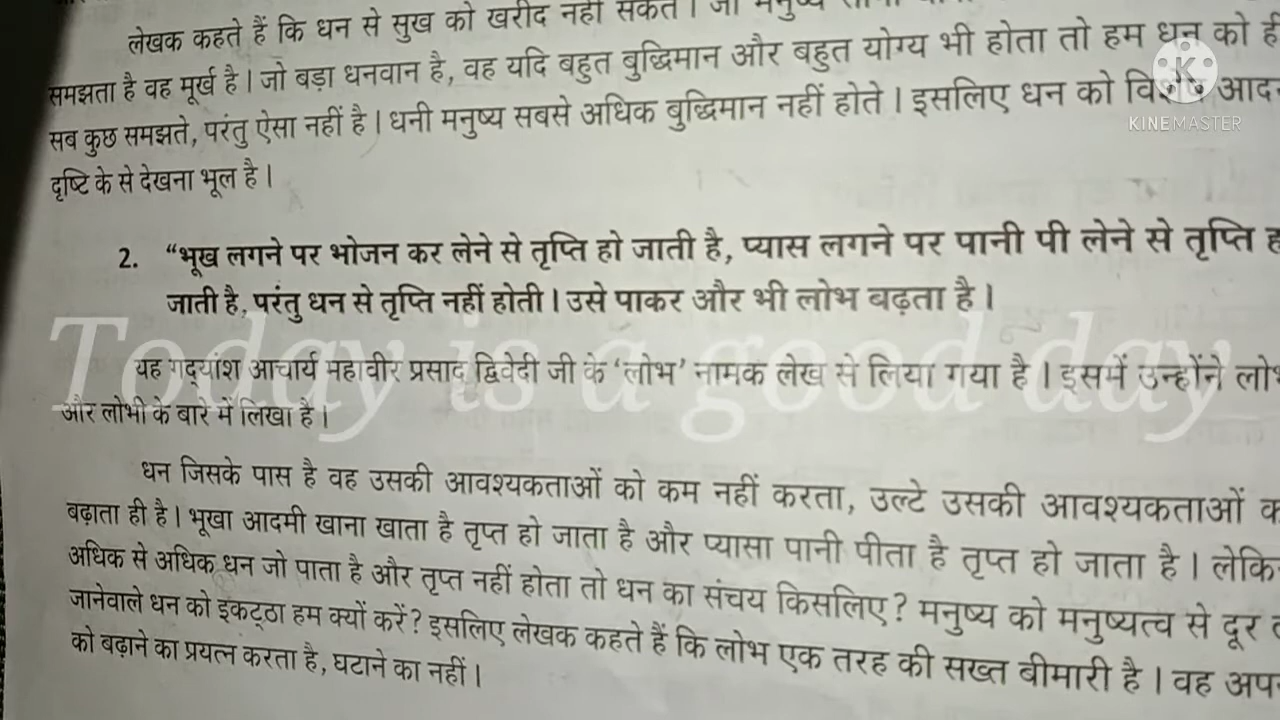 लेखक कहते हैं कि धन से सुख को खरीद नहीं सकते । जो मनुष्य
समझता है वह मूर्ख है । जो बड़ा धनवान है, वह यदि बहुत बुद्धिमान और बहुत योग्य भी होता तो हम धन को ही
सब कुछ समझते, परंतु ऐसा नहीं है । धनी मनुष्य सबसे अधिक बुद्धिमान नहीं होते । इसलिए धन को विशेष आद
दृष्टि के से देखना भूल है ।
KINEMASTER
2. “भूख लगने पर भोजन कर लेने से तृप्ति हो जाती है, प्यास लगने पर पानी पी लेने से तृप्ति ह
जाती है, परंतु धन से तृप्ति नहीं होती । उसे पाकर और भी लोभ बढ़ता है ।
Today is a good day
यह गद्यांश आचार्य महावीर प्रसाद द्विवेदी जी के ‘लोभ’ नामक लेख से लिया गया है । इसमें उन्होंने लोभ
और लोभी के बारे में लिखा है ।
धन जिसके पास है वह उसकी आवश्यकताओं को कम नहीं करता, उल्टे उसकी आवश्यकताओं क
बढ़ाता ही है । भूखा आदमी खाना खाता है तृप्त हो जाता है और प्यासा पानी पीता है तृप्त हो जाता है । लेकि
अधिक से अधिक धन जो पाता है और तृप्त नहीं होता तो धन का संचय किसलिए ? मनुष्य को मनुष्यत्व से दूर
जानेवाले धन को इकट्ठा हम क्यों करें ? इसलिए लेखक कहते हैं कि लोभ एक तरह की सख्त बीमारी है । वह अप
को बढ़ाने का प्रयत्न करता है, घटाने का नहीं ।